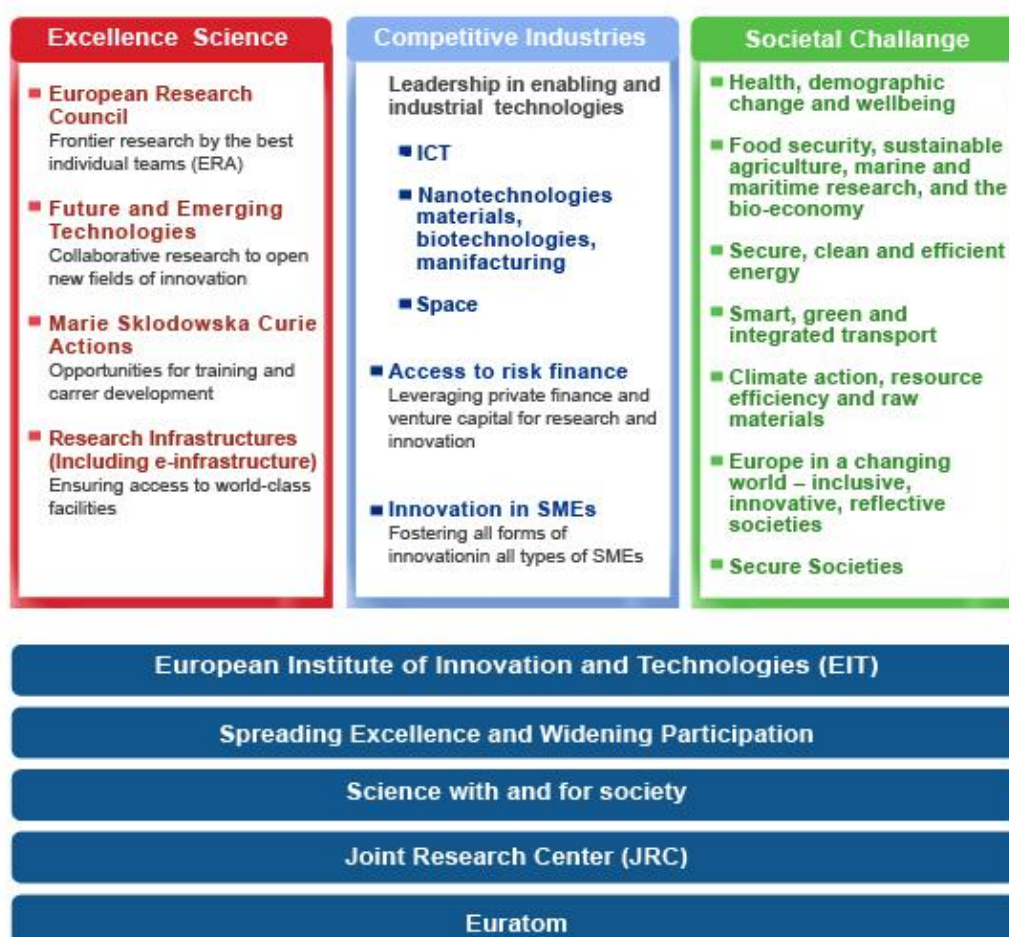 Excellence Science
European Research
Council
Frontier research by the best
individual teams (ERA)
Future and Emerging
Technologies
Collaborative research to open
new fields of innovation
Marie Sklodowska Curie
Actions
Opportunities for training and
carrer development
Research Infrastructures
(Including e-infrastructure)
Ensuring access to world-class
facilities
Competitive Industries
Leadership in enabling and
industrial technologies
ICT
Nanotechnologies
materials,
biotechnologies,
manifacturing
Space
Access to risk finance
Leveraging private finance and
venture capital for research and
innovation
Innovation in SMEs
Fostering all forms of
innovationin all types of SMEs
Societal Challange
Health, demographic
change and wellbeing
Food security, sustainable
agriculture, marine and
maritime research, and the
bio-economy
Secure, clean and efficient
energy
Smart, green and
integrated transport
Climate action, resource
efficiency and raw
materials
Europe in a changing
world – inclusive,
innovative, reflective
societies
Secure Societies
European Institute of Innovation and Technologies (EIT)
Spreading Excellence and Widening Participation
Science with and for society
Joint Research Center (JRC)
Euratom